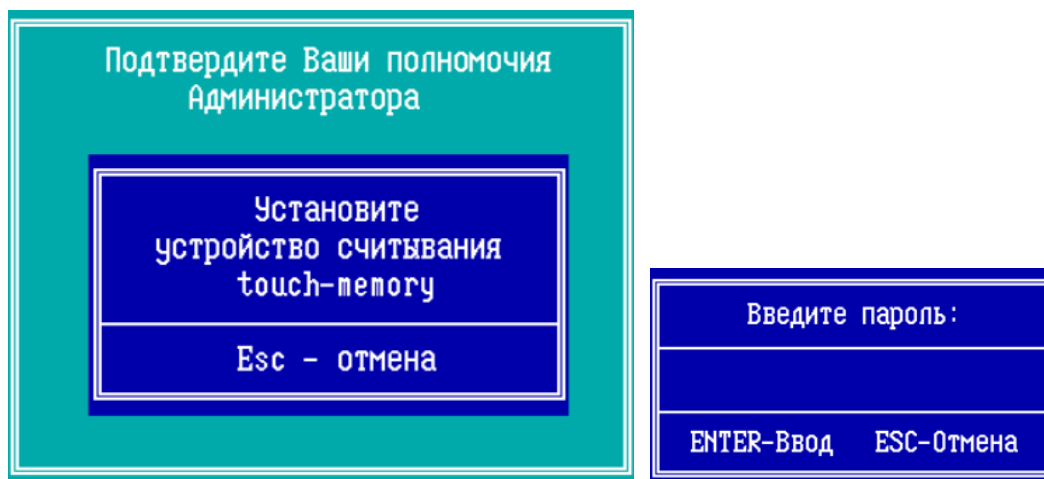 Подтвердите Ваши полномочия
Администратора
Установите
устройство считывания
touch-memory
Esc - отмена
Введите пароль:
ENTER-Ввод ESC-Отмена